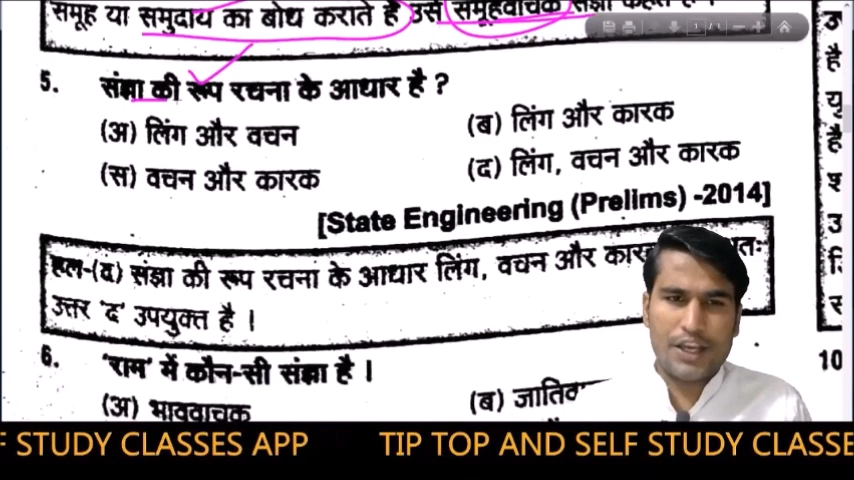 समूह या समुदाय का बोध कराते हैं उसे समूहवाचक संज्ञा कहते हैं।
5. संज्ञा की रूप रचना के आधार है ?
(अ) लिंग और वचन
(ब) लिंग और कारक
(स) वचन और कारक
(द) लिंग, वचन और कारक
[State Engineering (Prelims) -2014]
हल-(द) संज्ञा की रूप रचना के आधार लिंग, वचन और कार तः
उत्तर 'द' उपयुक्त है ।
6. 'राम' में कौन-सी संज्ञा है ।
(अ) भाववाचक
(ब) जातिव
10
F STUDY CLASSES APP TIP TOP AND SELF STUDY CLASSE